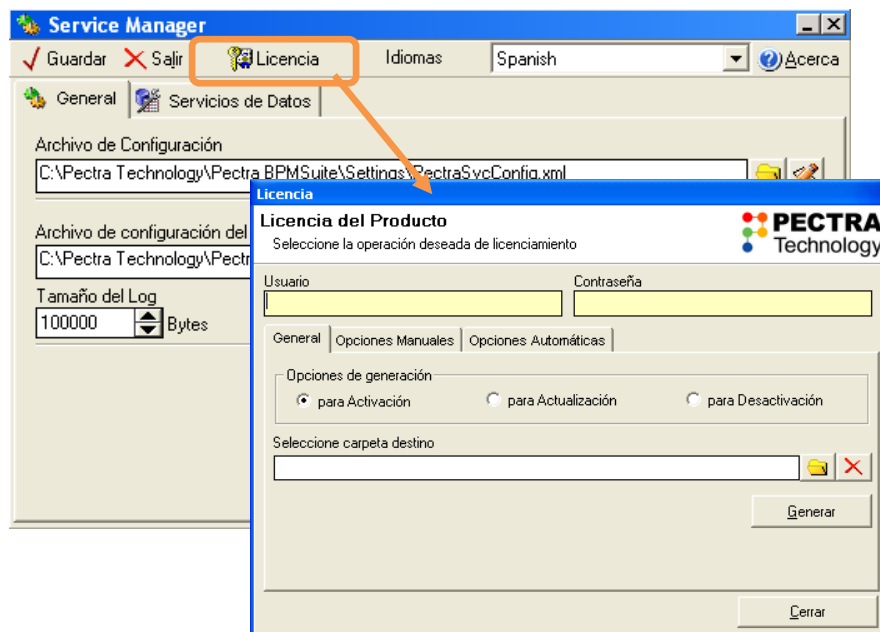 Service Manager
Guardar Salir Licencia Idiomas Spanish Acerca
General Servicios de Datos
Archivo de Configuración
C:\Pectra Technology\Pectra BPMSuite\Settings\PectraSvcConfig.xml
Licencia
Licencia del Producto
Seleccione la operación deseada de licenciamiento
PECTRA
Technology
Archivo de configuración del
C:\Pectra Technology\Pectr
Usuario Contraseña
Tamaño del Log
100000 Bytes
General Opciones Manuales Opciones Automáticas
Opciones de generación
para Activación para Actualización para Desactivación
Seleccione carpeta destino
Generar
Cerrar